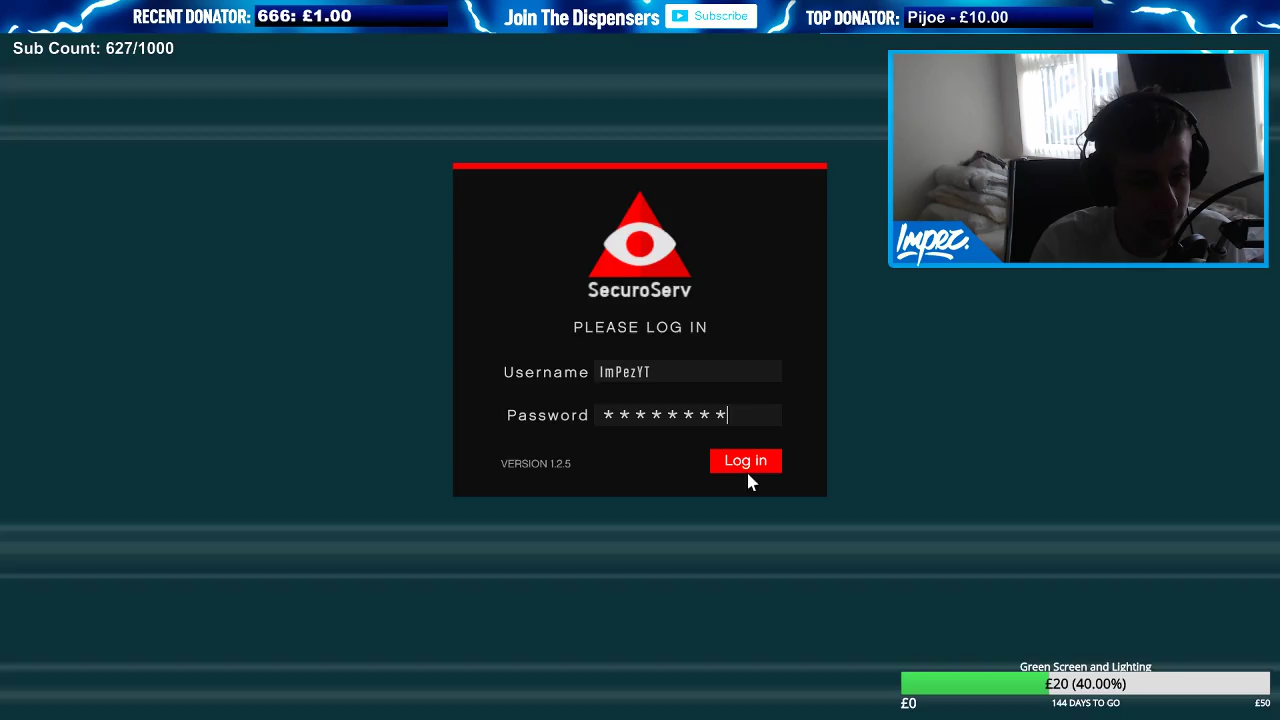 RECENT DONATOR: 666: £1.00
Join The Dispensers Subscribe
TOP DONATOR: Pijoe - £10.00
Sub Count: 627/1000
Impez.
SecuroServ
PLEASE LOG IN
Username ImPezYT
Password ********
VERSION 1.2.5
Log in
Green Screen and Lighting
£20 (40.00%)
£0 144 DAYS TO GO £50